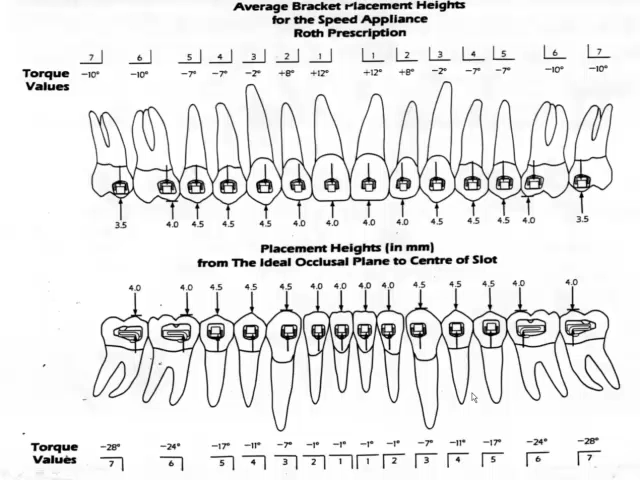 Average Bracket Placement Heights
for the Speed Appliance
Roth Prescription
7 6 5 4 3 2 1 1 2 3 4 5 6 7
Torque Values −10° −10° −7° −7° −2° +8° +12° +12° +8° −2° −7° −7° −10° −10°
3.5 4.0 4.5 4.5 4.5 4.0 4.0 4.0 4.0 4.5 4.5 4.5 4.0 3.5
Placement Heights (in mm)
from The Ideal Occlusal Plane to Centre of Slot
4.0 4.0 4.5 4.5 4.5 4.0 4.0 4.0 4.0 4.5 4.5 4.5 4.0 4.0
Torque Values −28° −24° −17° −11° −7° −1° −1° −1° −1° −7° −11° −17° −24° −28°
7 6 5 4 3 2 1 1 2 3 4 5 6 7